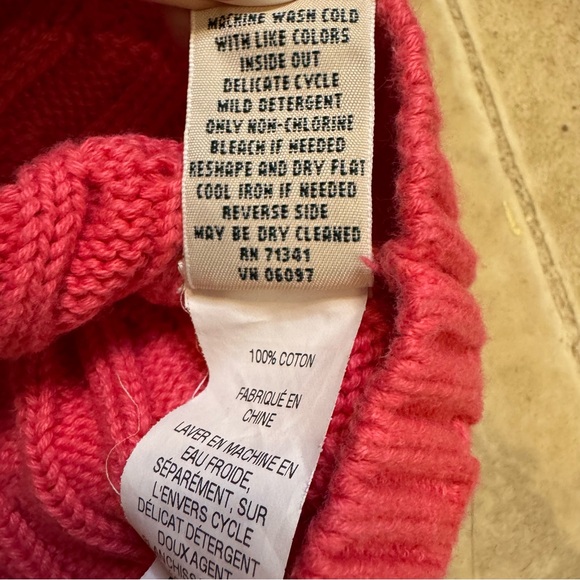 MACHINE WASH COLD
WITH LIKE COLORS
INSIDE OUT
DELICATE CYCLE
MILD DETERGENT
ONLY NON-CHLORINE
BLEACH IF NEEDED
RESHAPE AND DRY FLAT
COOL IRON IF NEEDED
REVERSE SIDE
MAY BE DRY CLEANED
RN 71341
VN 06097
100% COTON
FABRIQUÉ EN
CHINE
LAVER EN MACHINE EN
EAU FROIDE,
SÉPARÉMENT, SUR
L'ENVERS CYCLE
DÉLICAT DÉTERGENT
DOUX AGENT